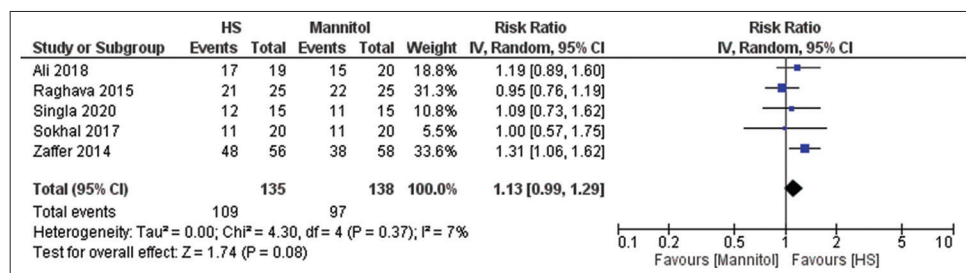 HS Mannitol Risk Ratio Risk Ratio
Study or Subgroup Events Total Events Total Weight IV, Random, 95% CI IV, Random, 95% CI
Ali 2018 17 19 15 20 18.8% 1.19 [0.89, 1.60]
Raghava 2015 21 25 22 25 31.3% 0.95 [0.76, 1.19]
Singla 2020 12 15 11 15 10.8% 1.09 [0.73, 1.62]
Sokhal 2017 11 20 11 20 5.5% 1.00 [0.57, 1.75]
Zaffer 2014 48 56 38 58 33.6% 1.31 [1.06, 1.62]
Total (95% CI) 135 138 100.0% 1.13 [0.99, 1.29]
Total events 109 97
Heterogeneity: Tau² = 0.00; Chi² = 4.30, df = 4 (P = 0.37); I² = 7%
Test for overall effect: Z = 1.74 (P = 0.08)
0.1 0.2 0.5 1 2 5 10
Favours [Mannitol] Favours [HS]